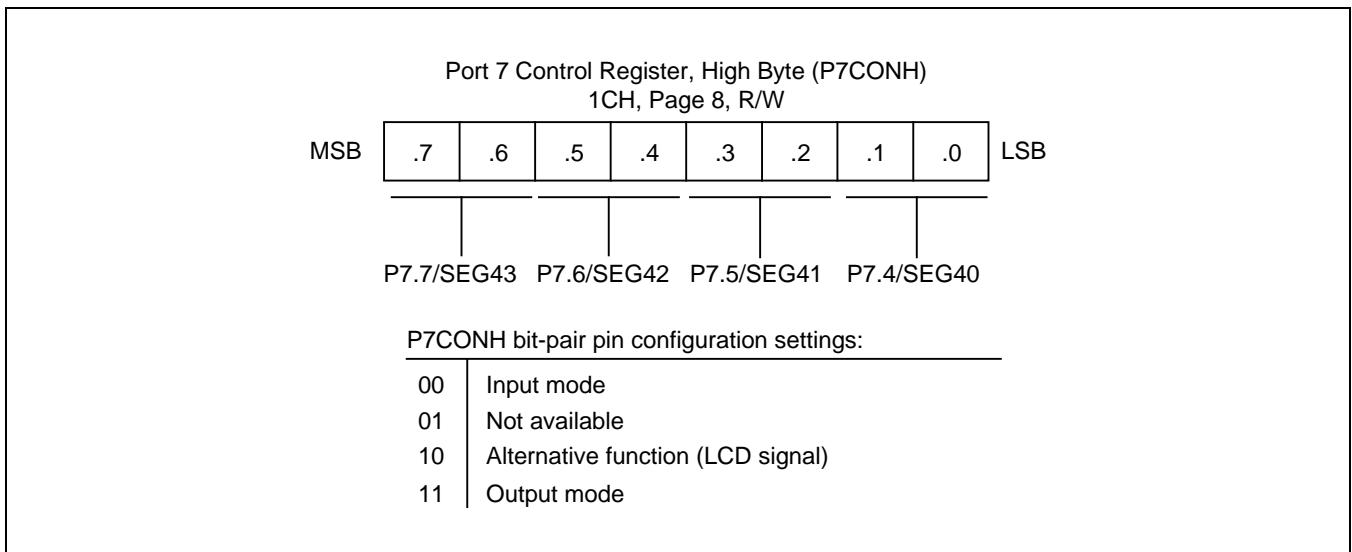 Port 7 Control Register, High Byte (P7CONH)
1CH, Page 8, R/W
MSB .7 .6 .5 .4 .3 .2 .1 .0 LSB
P7.7/SEG43 P7.6/SEG42 P7.5/SEG41 P7.4/SEG40
P7CONH bit-pair pin configuration settings:
00 Input mode
01 Not available
10 Alternative function (LCD signal)
11 Output mode